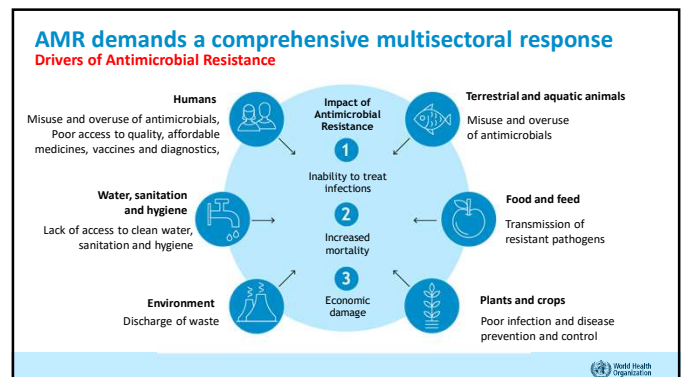 AMR demands a comprehensive multisectoral response
Drivers of Antimicrobial Resistance
Humans
Misuse and overuse of antimicrobials,
Poor access to quality, affordable
medicines, vaccines and diagnostics,
Water, sanitation
and hygiene
Lack of access to clean water,
sanitation and hygiene
Environment
Discharge of waste
Impact of
Antimicrobial
Resistance
1
Inability to treat
infections
2
Increased
mortality
3
Economic
damage
Terrestrial and aquatic animals
Misuse and overuse
of antimicrobials
Food and feed
Transmission of
resistant pathogens
Plants and crops
Poor infection and disease
prevention and control
World Health
Organization